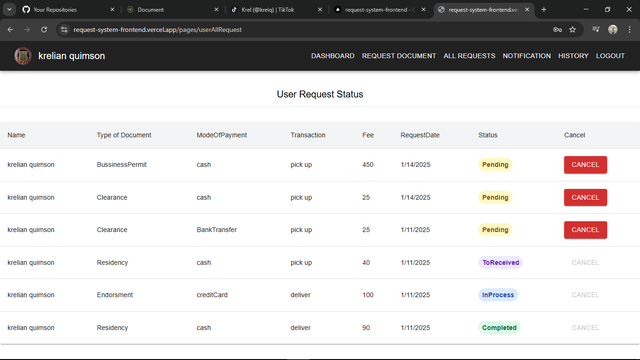 Your Repositories
Document
Krel (@kreiq) | TikTok
request-system-frontend - 
request-system-frontend.verce
request-system-frontend.vercel.app/pages/userAllRequest
krelian quimson
DASHBOARD REQUEST DOCUMENT ALL REQUESTS NOTIFICATION HISTORY LOGOUT
User Request Status
Name Type of Document ModeOfPayment Transaction Fee RequestDate Status Cancel
krelian quimson BussinessPermit cash pick up 450 1/14/2025 Pending CANCEL
krelian quimson Clearance cash pick up 25 1/14/2025 Pending CANCEL
krelian quimson Clearance BankTransfer pick up 25 1/11/2025 Pending CANCEL
krelian quimson Residency cash pick up 40 1/11/2025 ToReceived CANCEL
krelian quimson Endorsment creditCard deliver 100 1/11/2025 InProcess CANCEL
krelian quimson Residency cash deliver 90 1/11/2025 Completed CANCEL